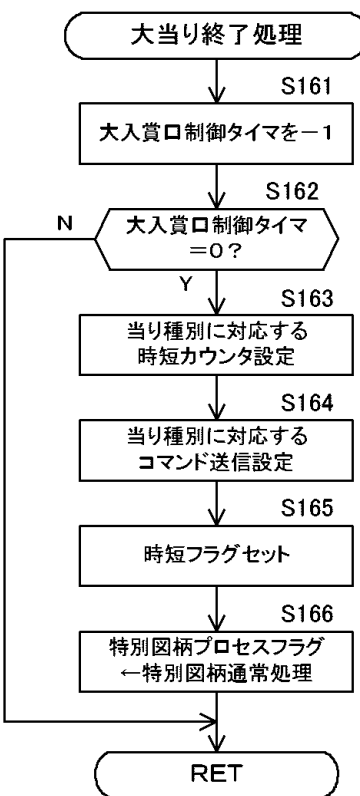 大当り終了処理
S161
大入賞口制御タイマを－１
S162
大入賞口制御タイマ
＝０？
N
Y
S163
当り種別に対応する
時短カウンタ設定
S164
当り種別に対応する
コマンド送信設定
S165
時短フラグセット
S166
特別図柄プロセスフラグ
←特別図柄通常処理
RET